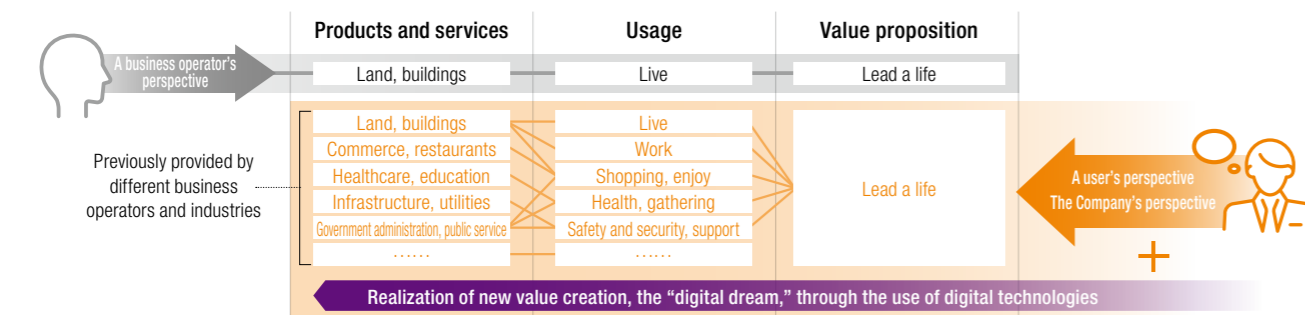 Products and services
Usage
Value proposition
A business operator's
perspective
Land, buildings
Live
Lead a life
Previously provided by
different business
operators and industries
Land, buildings
Commerce, restaurants
Healthcare, education
Infrastructure, utilities
Government administration, public service
……
Live
Work
Shopping, enjoy
Health, gathering
Safety and security, support
……
Lead a life
A user's perspective
The Company's perspective
+
Realization of new value creation, the “digital dream,” through the use of digital technologies